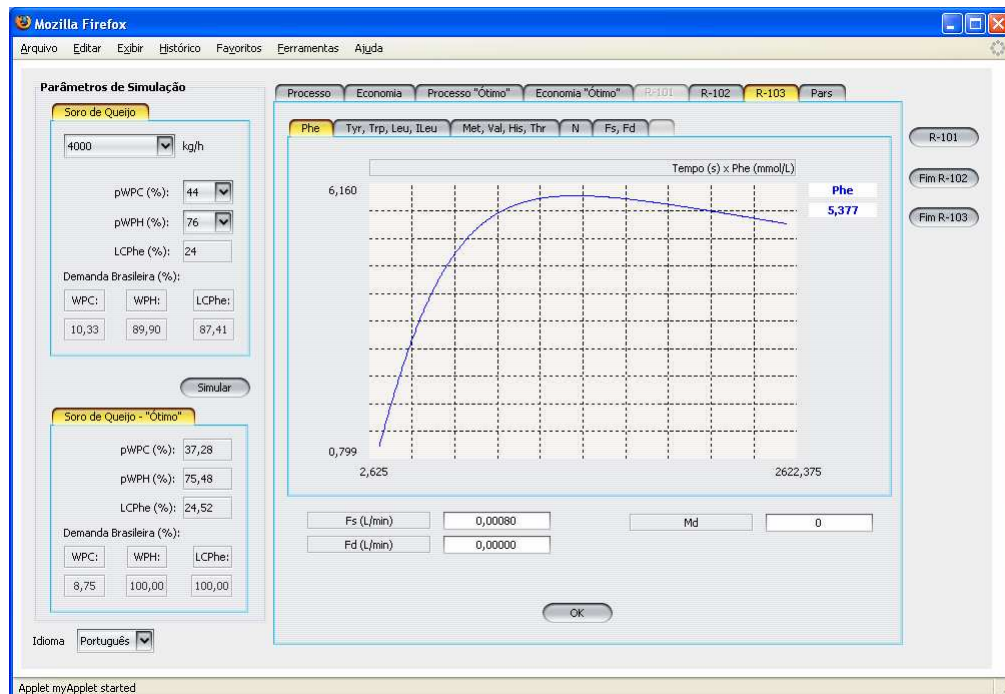 Mozilla Firefox
Arquivo Editar Exibir Histórico Favoritos Ferramentas Ajuda
Parâmetros de Simulação
Soro de Queijo
4000 kg/h
pWPC (%): 44
pWPH (%): 76
LCPhe (%): 24
Demanda Brasileira (%):
WPC: WPH: LCPhe:
10,33 89,90 87,41
Simular
Soro de Queijo - "Ótimo"
pWPC (%): 37,28
pWPH (%): 75,48
LCPhe (%): 24,52
Demanda Brasileira (%):
WPC: WPH: LCPhe:
8,75 100,00 100,00
Idioma Português
Processo Economia Processo "Ótimo" Economia "Ótimo" R-101 R-102 R-103 Pars
Phe Tyr, Trp, Leu, ILeu Met, Val, His, Thr N Fs, Fd
Tempo (s) x Phe (mmol/L)
6,160
Phe
5,377
0,799
2,625 2622,375
Fs (L/min) 0,00080 Md 0
Fd (L/min) 0,00000
OK
R-101
Fim R-102
Fim R-103
Applet myApplet started